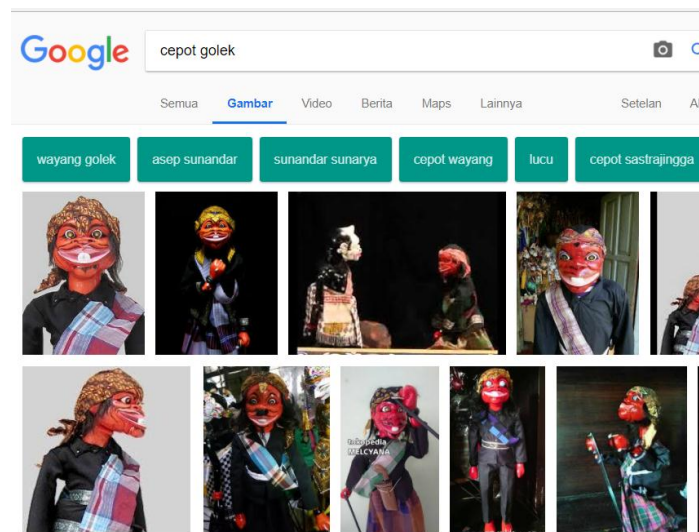 Google
cepot golek
Semua Gambar Video Berita Maps Lainnya Setelan
wayang golek asep sunandar sunandar sunarya cepot wayang lucu cepot sastrajingga
tokopedia
MELCYANA